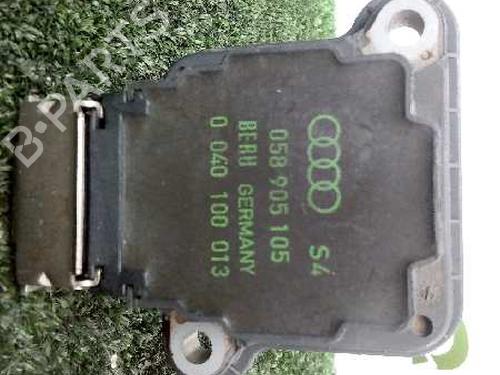 S4
058 905 105
BERU GERMANY
0 040 100 013
B-PARTS